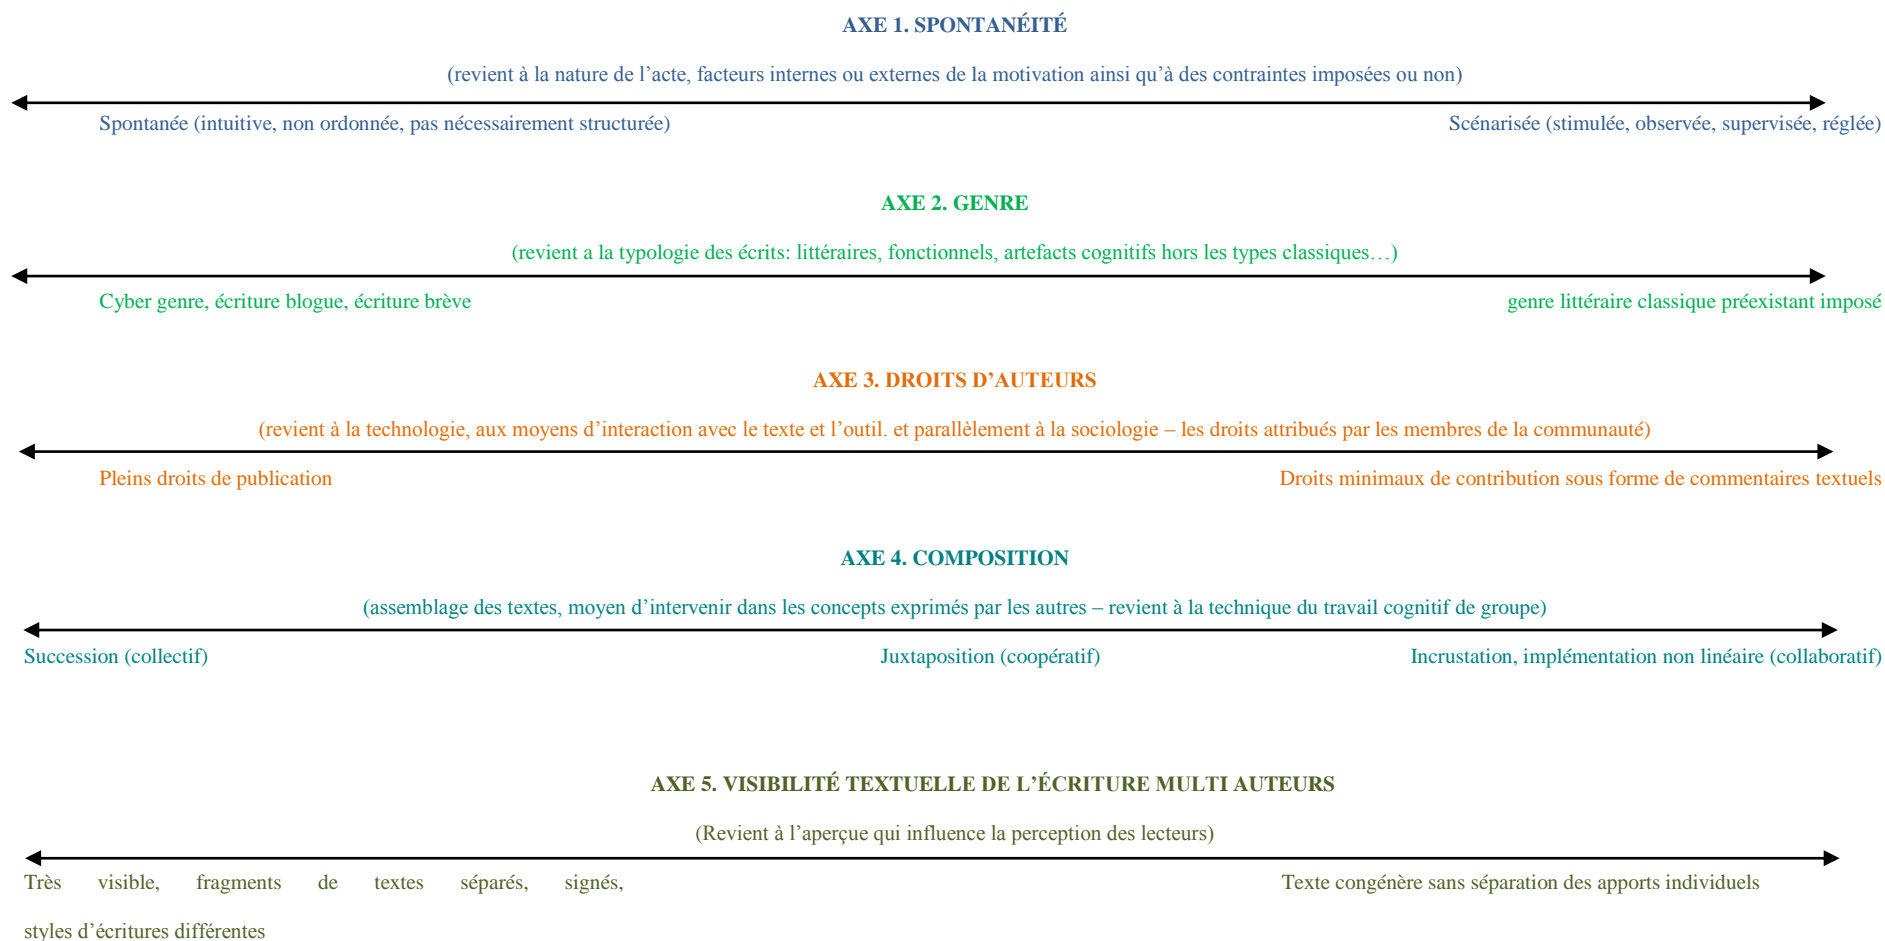 AXE 1. SPONTANÉITÉ
(revient à la nature de l’acte, facteurs internes ou externes de la motivation ainsi qu’à des contraintes imposées ou non)
Spontanée (intuitive, non ordonnée, pas nécessairement structurée)
Scénarisée (stimulée, observée, supervisée, réglée)
AXE 2. GENRE
(revient a la typologie des écrits: littéraires, fonctionnels, artefacts cognitifs hors les types classiques…)
Cyber genre, écriture blogue, écriture brève
genre littéraire classique préexistant imposé
AXE 3. DROITS D’AUTEURS
(revient à la technologie, aux moyens d’interaction avec le texte et l’outil. et parallèlement à la sociologie – les droits attribués par les membres de la communauté)
Pleins droits de publication
Droits minimaux de contribution sous forme de commentaires textuels
AXE 4. COMPOSITION
(assemblage des textes, moyen d’intervenir dans les concepts exprimés par les autres – revient à la technique du travail cognitif de groupe)
Succession (collectif)
Juxtaposition (coopératif)
Incrustation, implémentation non linéaire (collaboratif)
AXE 5. VISIBILITÉ TEXTUELLE DE L’ÉCRITURE MULTI AUTEURS
(Revient à l’aperçue qui influence la perception des lecteurs)
Très visible, fragments de textes séparés, signés,
styles d’écritures différentes
Texte congénère sans séparation des apports individuels